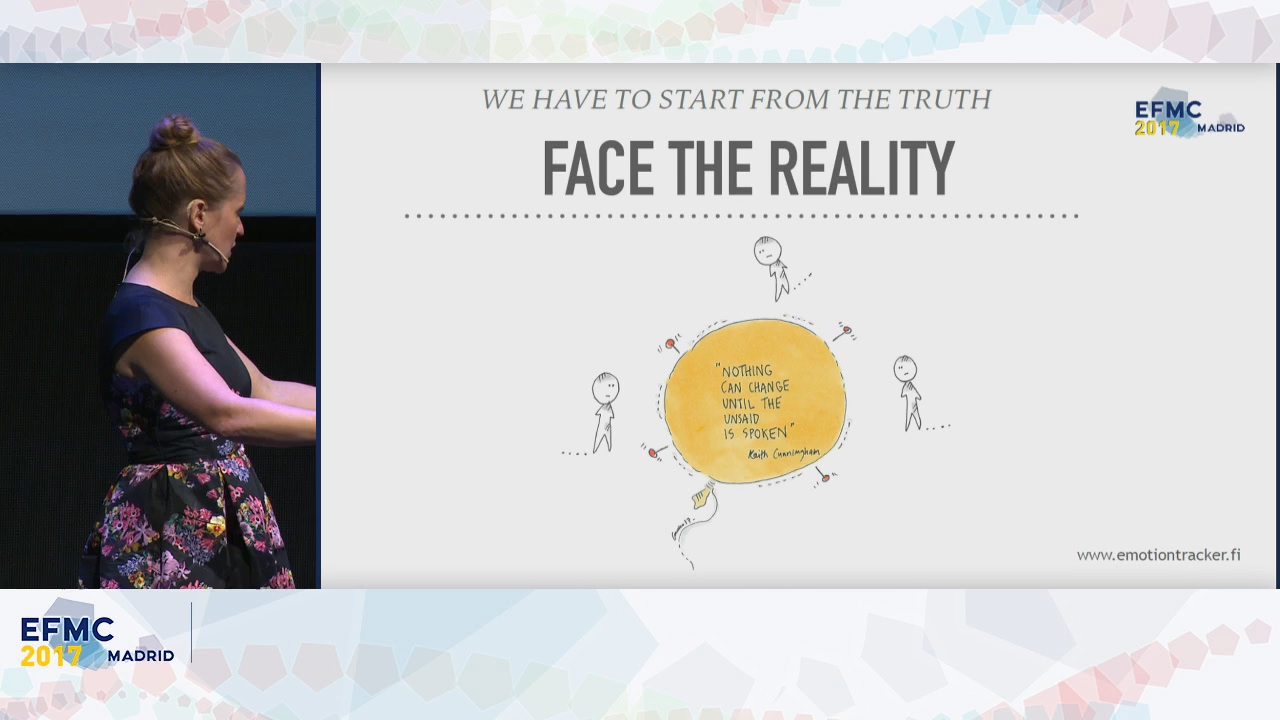 WE HAVE TO START FROM THE TRUTH
EFMC
2017 MADRID
FACE THE REALITY
"NOTHING
CAN CHANGE
UNTIL THE
UNSAID
IS SPOKEN"
Keith Cunningham
www.emotiontracker.fi
EFMC
2017 MADRID